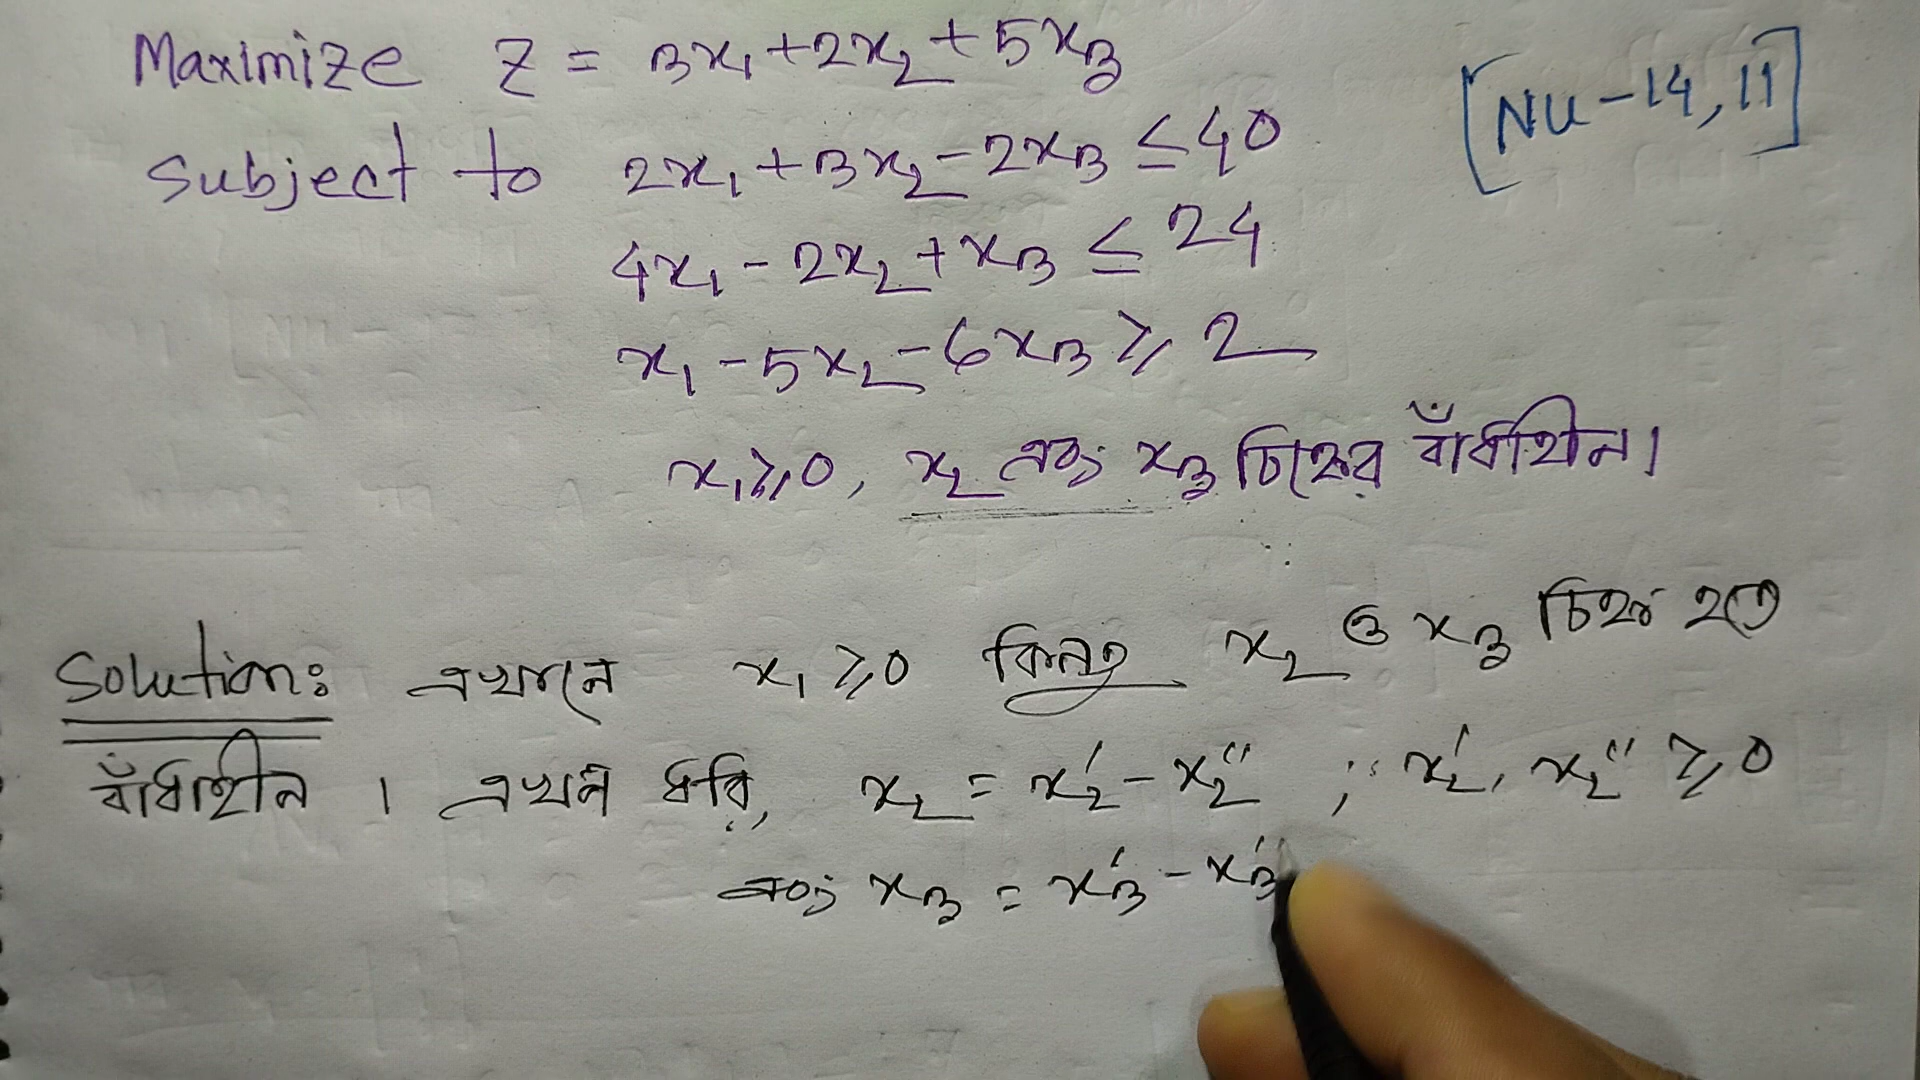 Maximize Z = 3x₁+2x₂+5x₃
[NU-14,11]
Subject to 2x₁+3x₂-2x₃ ≤ 40
4x₁-2x₂+x₃ ≤ 24
x₁-5x₂-6x₃ ≥ 2
x₁≥0, x₂ এবং x₃ চিহ্নের বাঁধাহীন।
Solution: এখানে x₁ ≥ 0 কিন্তু x₂ ও x₃ চিহ্ন হতে
বাঁধাহীন । এখন ধরি, x₂ = x₂′ - x₂″ ; x₂′, x₂″ ≥ 0
এবং x₃ = x₃′ - x₃′